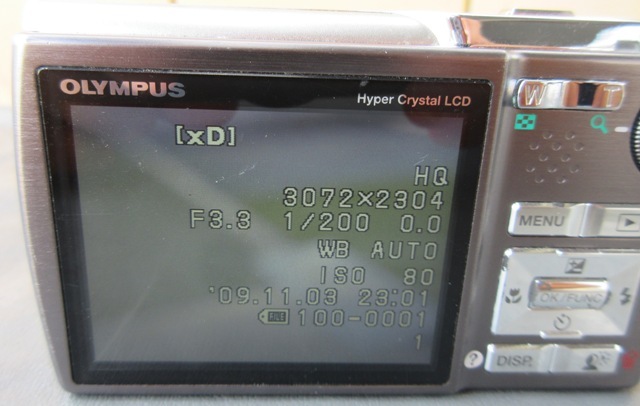 OLYMPUS
Hyper Crystal LCD
W T
[xD]
HQ
3072×2304
F3.3 1/200 0.0
WB AUTO
ISO 80
'09.11.03 23:01
FILE 100-0001
1
MENU
OK/FUNC
? DISP.